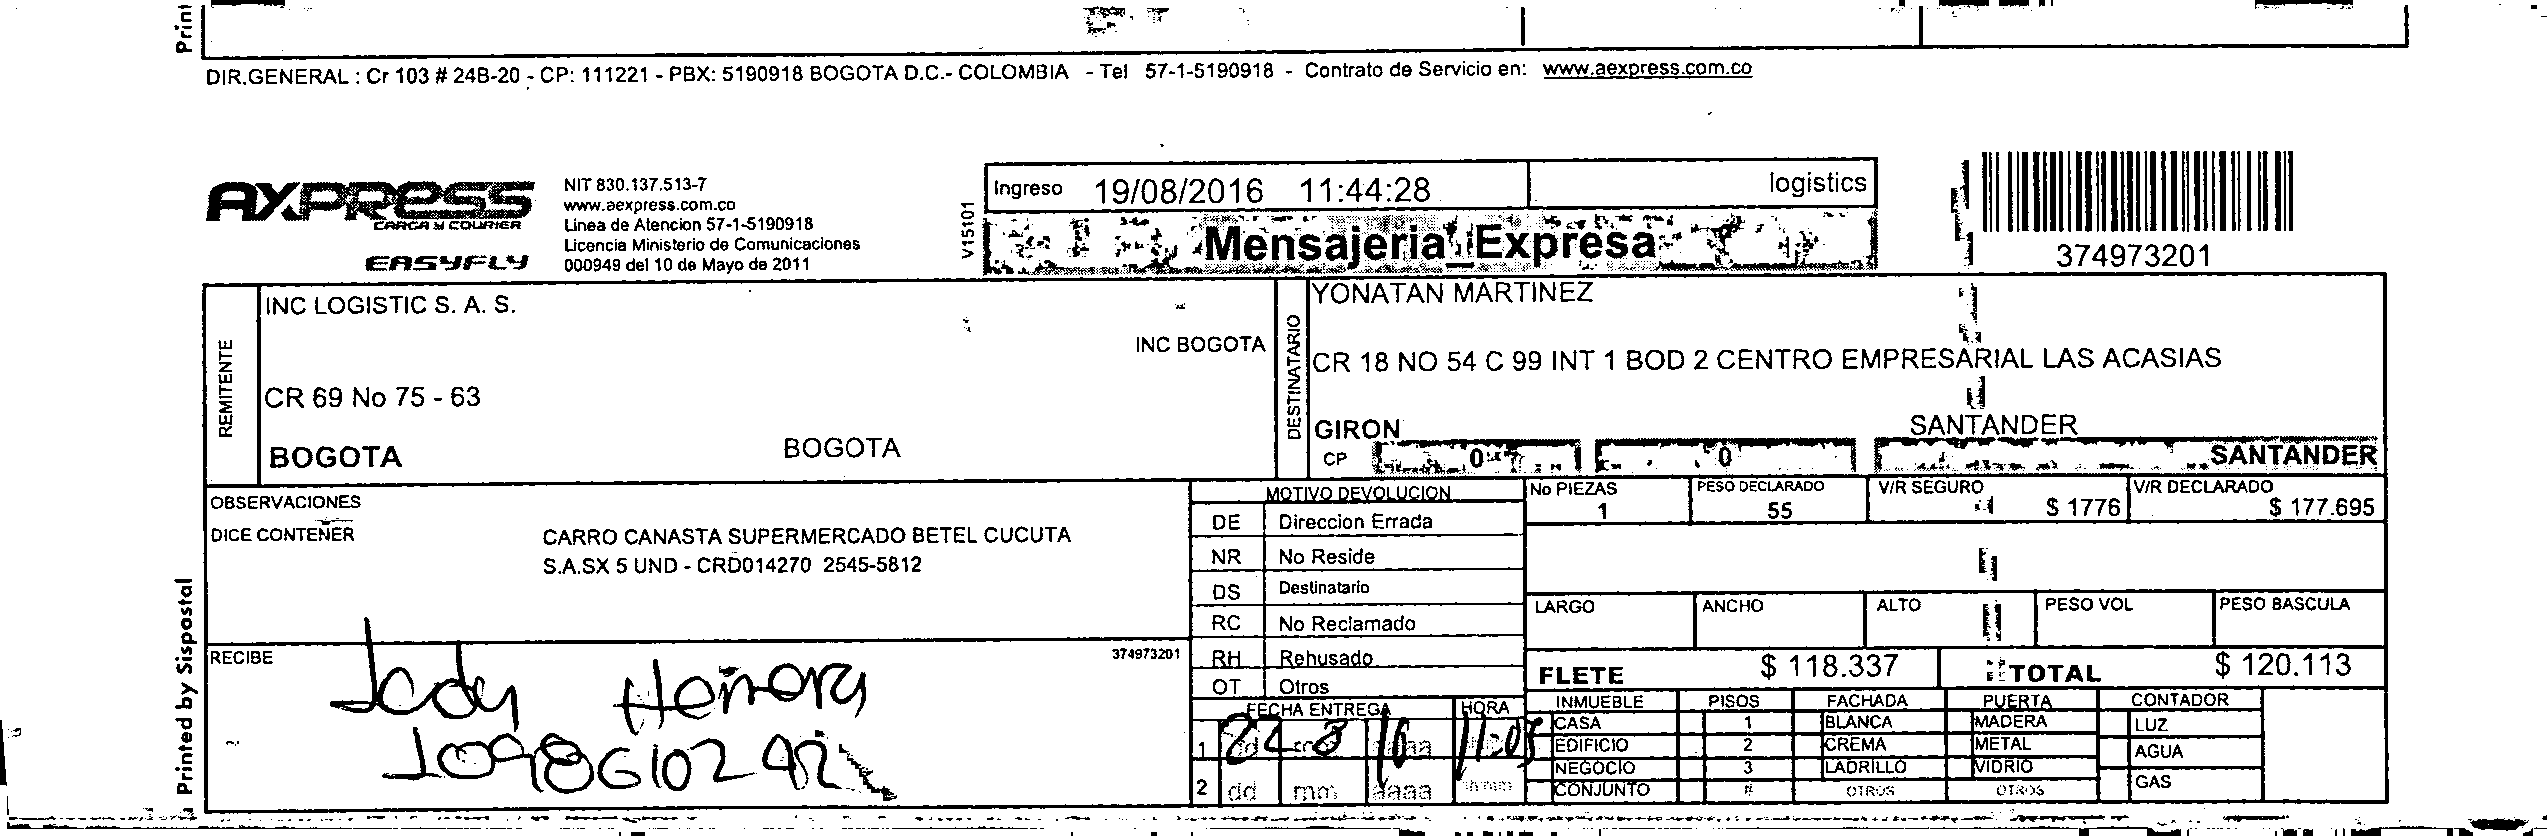 Print
DIR.GENERAL : Cr 103 # 24B-20 - CP: 111221 - PBX: 5190918 BOGOTA D.C.- COLOMBIA - Tel 57-1-5190918 - Contrato de Servicio en: www.aexpress.com.co
AXPRESS
CARGA Y COURIER
EASYFLY
NIT 830.137.513-7
www.aexpress.com.co
Linea de Atencion 57-1-5190918
Licencia Ministerio de Comunicaciones
000949 del 10 de Mayo de 2011
V15101
Ingreso 19/08/2016 11:44:28 logistics
Mensajeria_Expresa
374973201
REMITENTE
INC LOGISTIC S. A. S.
INC BOGOTA
CR 69 No 75 - 63
BOGOTA BOGOTA
DESTINATARIO
YONATAN MARTINEZ
CR 18 NO 54 C 99 INT 1 BOD 2 CENTRO EMPRESARIAL LAS ACASIAS
GIRON SANTANDER
CP 0 0 SANTANDER
OBSERVACIONES
DICE CONTENER CARRO CANASTA SUPERMERCADO BETEL CUCUTA
S.A.SX 5 UND - CRD014270 2545-5812
MOTIVO DEVOLUCION
DE Direccion Errada
NR No Reside
DS Destinatario
RC No Reclamado
RH Rehusado
OT Otros
No PIEZAS PESO DECLARADO V/R SEGURO V/R DECLARADO
1 55 $ 1776 $ 177.695
LARGO ANCHO ALTO PESO VOL PESO BASCULA
FLETE $ 118.337 TOTAL $ 120.113
RECIBE 374973201
Herrera
FECHA ENTREGA HORA
1 22 8 16 11:05
2 dd mm aaaa hh:mm
INMUEBLE PISOS FACHADA PUERTA CONTADOR
CASA 1 BLANCA MADERA LUZ
EDIFICIO 2 CREMA METAL AGUA
NEGOCIO 3 LADRILLO VIDRIO GAS
CONJUNTO # OTROS OTROS
Printed by Sispostal